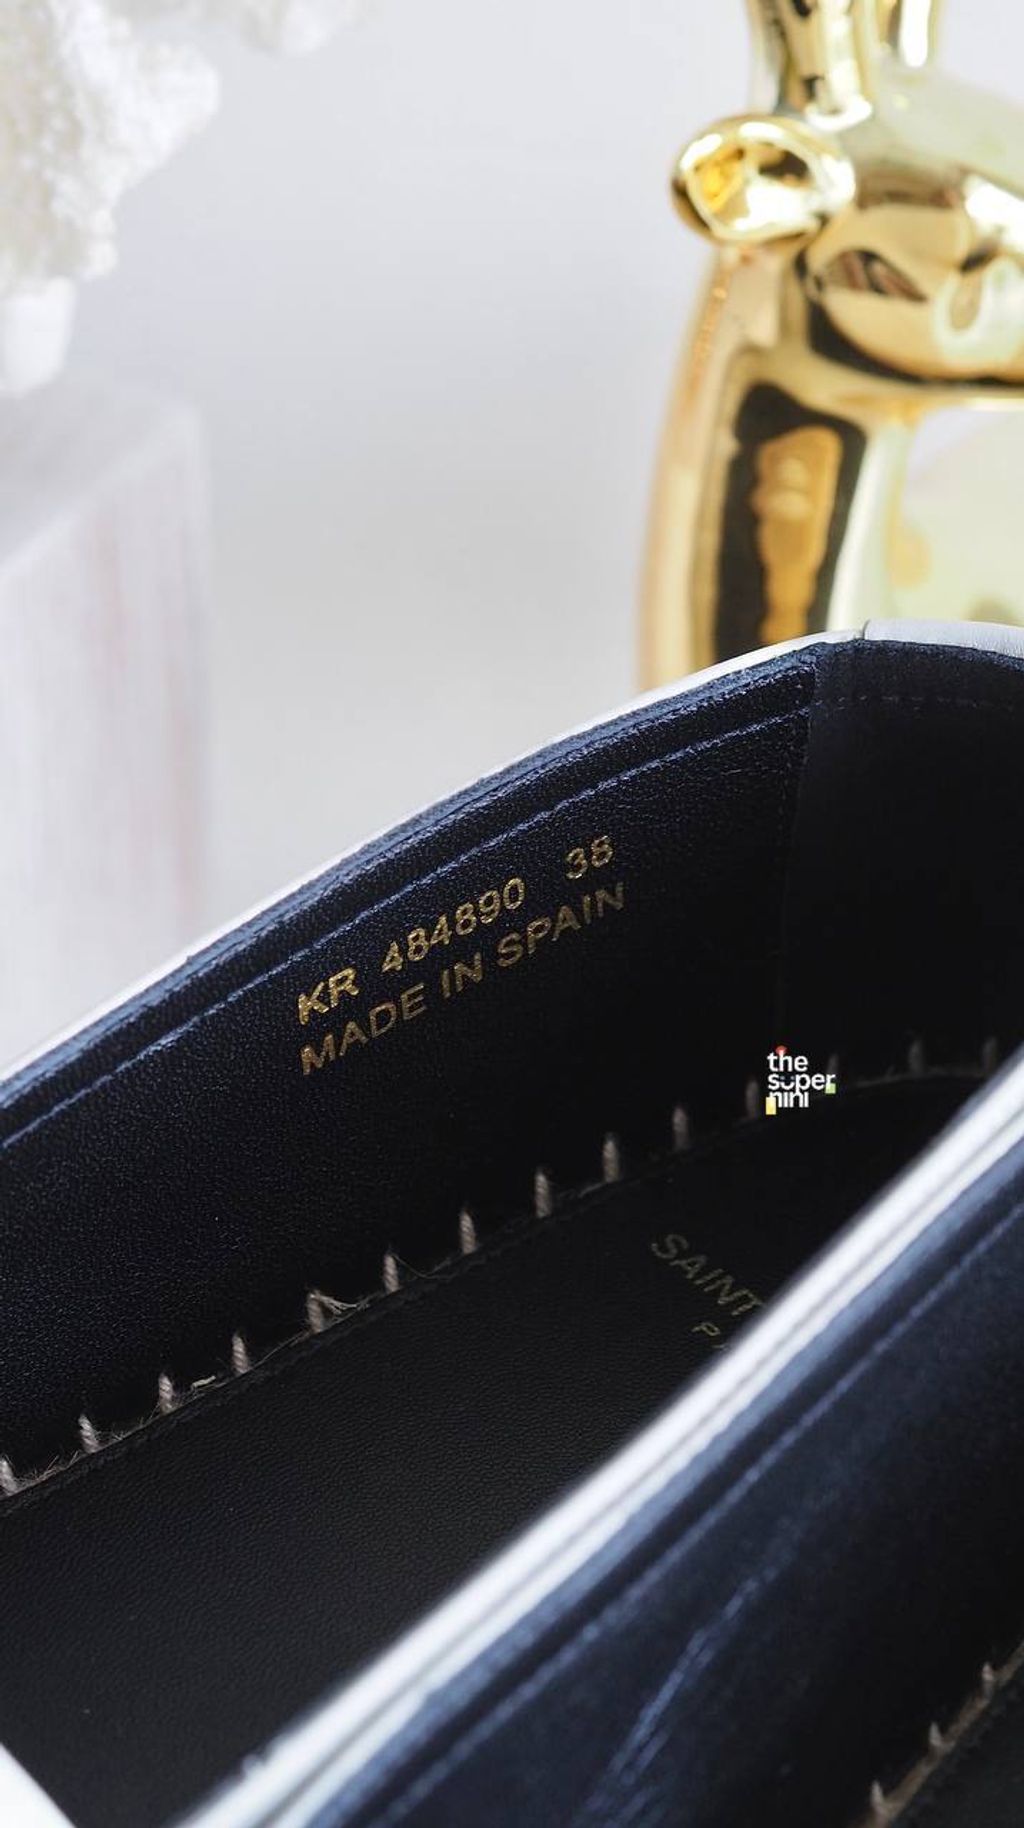 KR 484890 38
MADE IN SPAIN
the
super
nini
SAINT
P